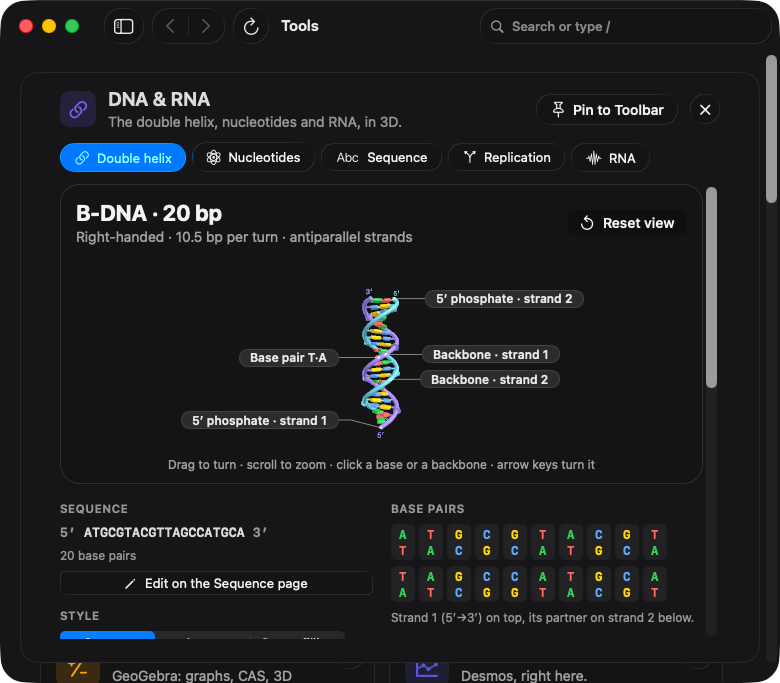 Tools
Search or type /
DNA & RNA
The double helix, nucleotides and RNA, in 3D.
Pin to Toolbar
Double helix
Nucleotides
Abc Sequence
Replication
RNA
B-DNA · 20 bp
Right-handed · 10.5 bp per turn · antiparallel strands
Reset view
3′ 5′
5′ phosphate · strand 2
Base pair T·A
Backbone · strand 1
Backbone · strand 2
5′ phosphate · strand 1
5′
Drag to turn · scroll to zoom · click a base or a backbone · arrow keys turn it
SEQUENCE
5′ ATGCGTACGTTAGCCATGCA 3′
20 base pairs
Edit on the Sequence page
STYLE
BASE PAIRS
A T G C G T A C G T
T A C G C A T G C A
T A G C C A T G C A
A T C G G T A C G T
Strand 1 (5′→3′) on top, its partner on strand 2 below.
GeoGebra: graphs, CAS, 3D
Desmos, right here.